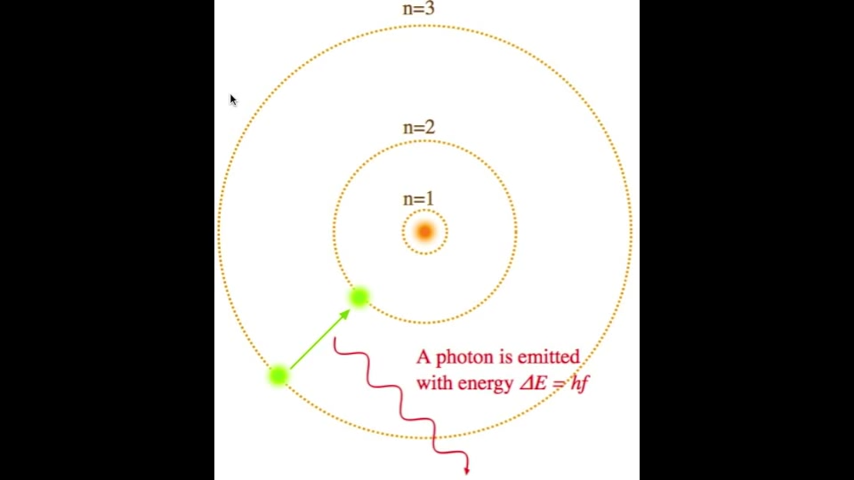 n=3
n=2
n=1
A photon is emitted
with energy ΔE = hf